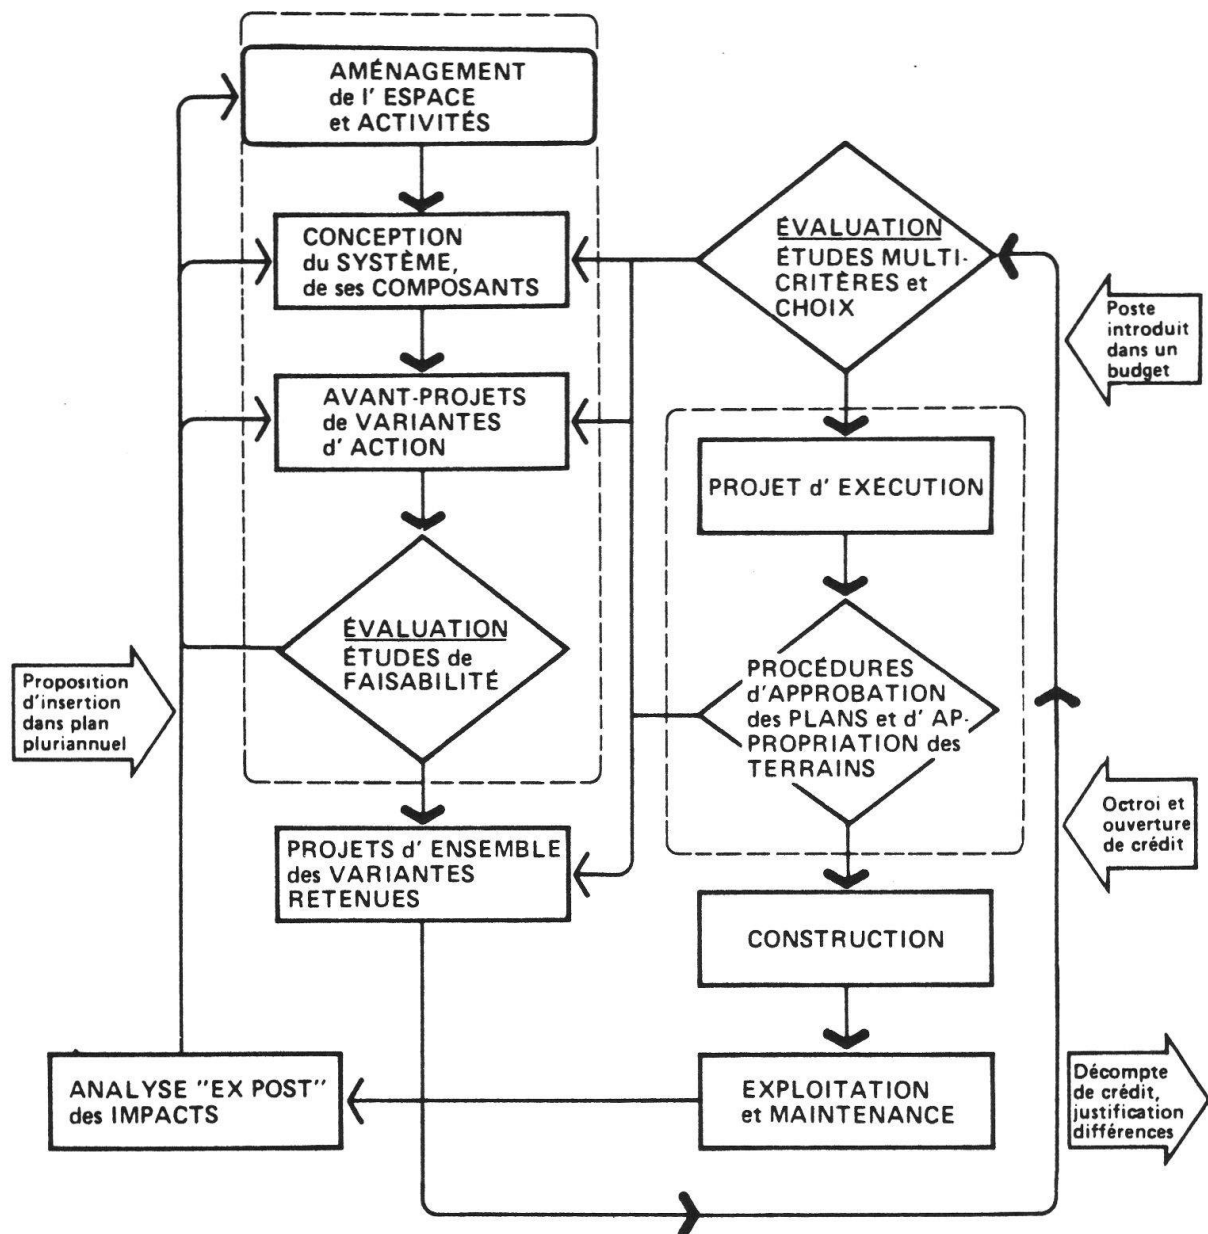 AMÉNAGEMENT
de l' ESPACE
et ACTIVITÉS
CONCEPTION
du SYSTÈME,
de ses COMPOSANTS
AVANT-PROJETS
de VARIANTES
d' ACTION
ÉVALUATION
ÉTUDES de
FAISABILITÉ
Proposition
d'insertion
dans plan
pluriannuel
PROJETS d' ENSEMBLE
des VARIANTES
RETENUES
ANALYSE "EX POST"
des IMPACTS
ÉVALUATION
ÉTUDES MULTI-
CRITÈRES et
CHOIX
Poste
introduit
dans un
budget
PROJET d' EXÉCUTION
PROCÉDURES
d'APPROBATION
des PLANS et d' AP-
PROPRIATION des
TERRAINS
Octroi et
ouverture
de crédit
CONSTRUCTION
EXPLOITATION
et MAINTENANCE
Décompte
de crédit,
justification
différences